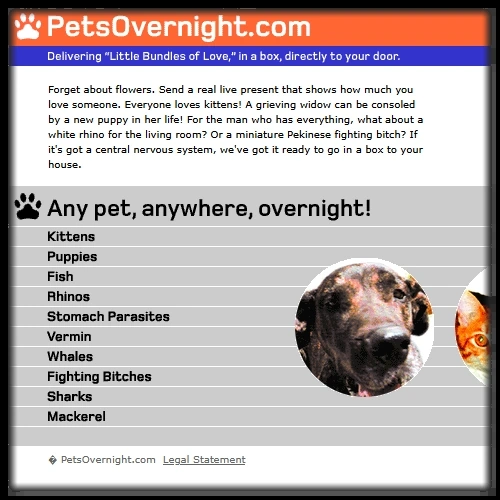 PetsOvernight.com
Delivering “Little Bundles of Love,” in a box, directly to your door.
Forget about flowers. Send a real live present that shows how much you
love someone. Everyone loves kittens! A grieving widow can be consoled
by a new puppy in her life! For the man who has everything, what about a
white rhino for the living room? Or a miniature Pekinese fighting bitch? If
it's got a central nervous system, we've got it ready to go in a box to your
house.
Any pet, anywhere, overnight!
Kittens
Puppies
Fish
Rhinos
Stomach Parasites
Vermin
Whales
Fighting Bitches
Sharks
Mackerel
� PetsOvernight.com Legal Statement